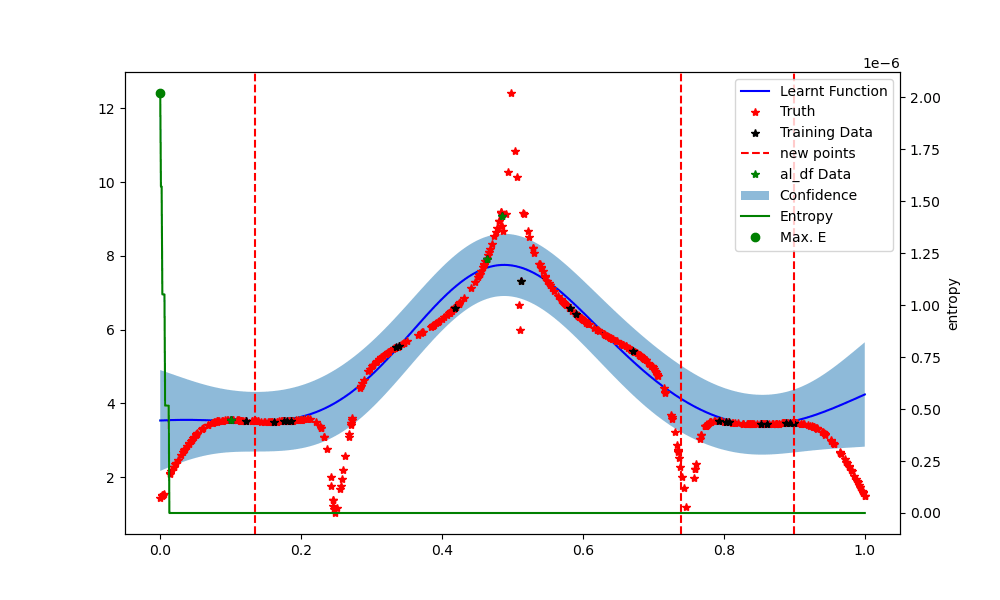 1e−6
12
10
8
6
4
2
2.00
1.75
1.50
1.25
1.00
0.75
0.50
0.25
0.00
entropy
Learnt Function
Truth
Training Data
new points
al_df Data
Confidence
Entropy
Max. E
0.0 0.2 0.4 0.6 0.8 1.0